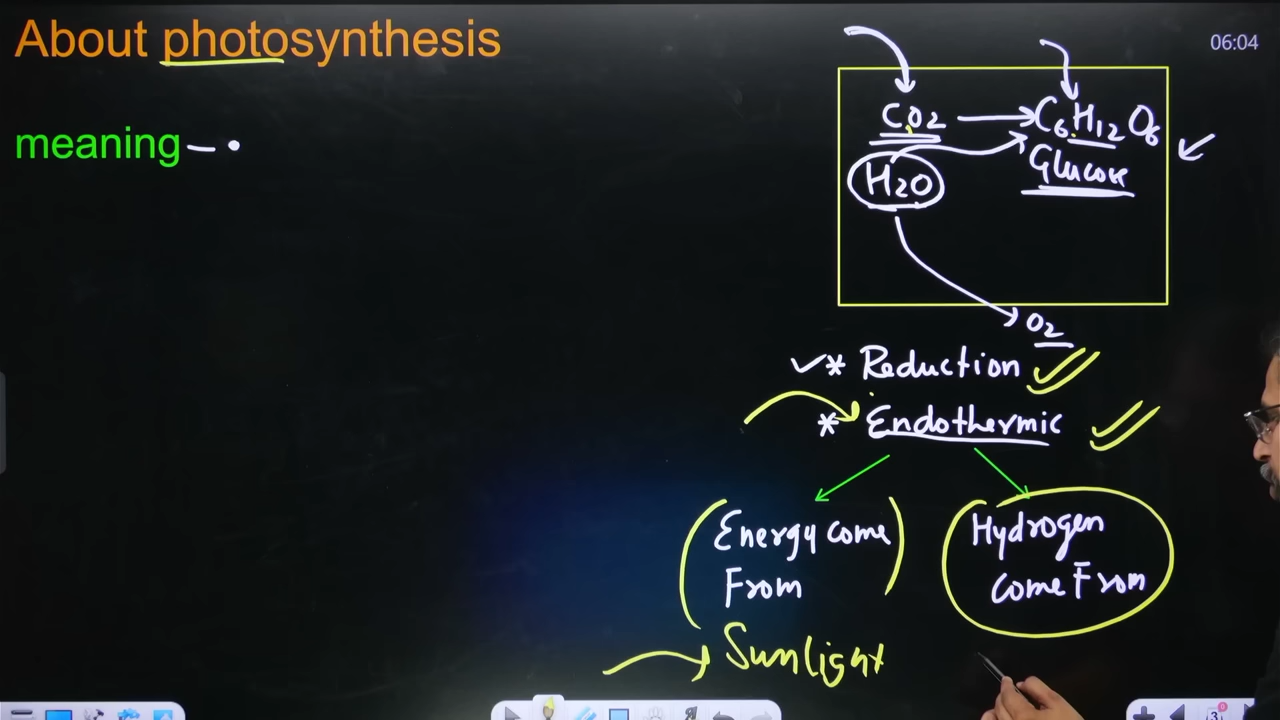 About photosynthesis
06:04
meaning – •
CO2 → C6H12O6
H2O
Glucose
O2
* Reduction
* Endothermic
Energy come
From
Sunlight
Hydrogen
Come From